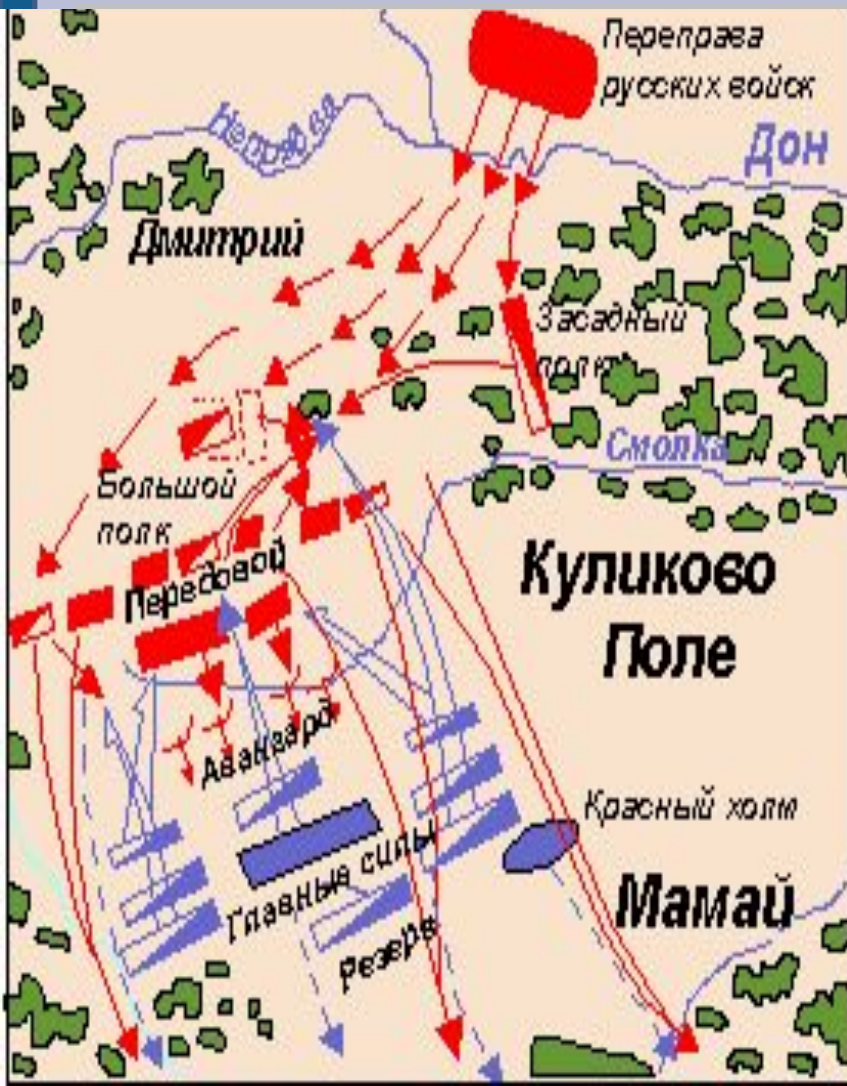 Переправа
русских войск
Непрядва
Дон
Дмитрий
Засадный
полк
Смолка
Большой
полк
Передовой
Куликово
Поле
Авангард
Красный холм
Главные силы
Мамай
Резерв